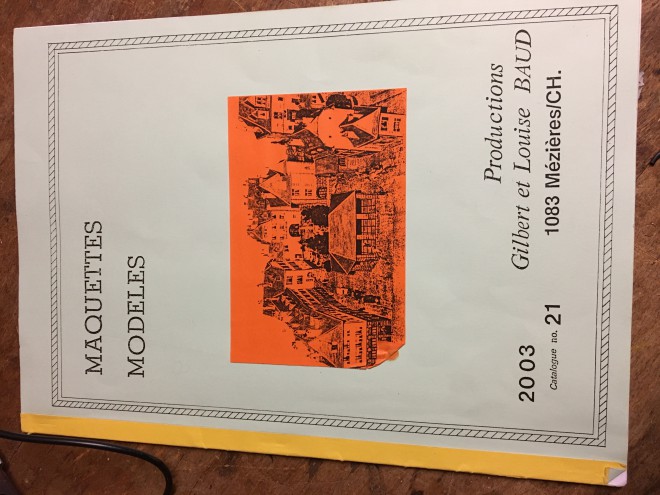 MAQUETTES
MODELES
Productions
Gilbert et Louise BAUD
1083 Mézières/CH.
2003
Catalogue no. 21